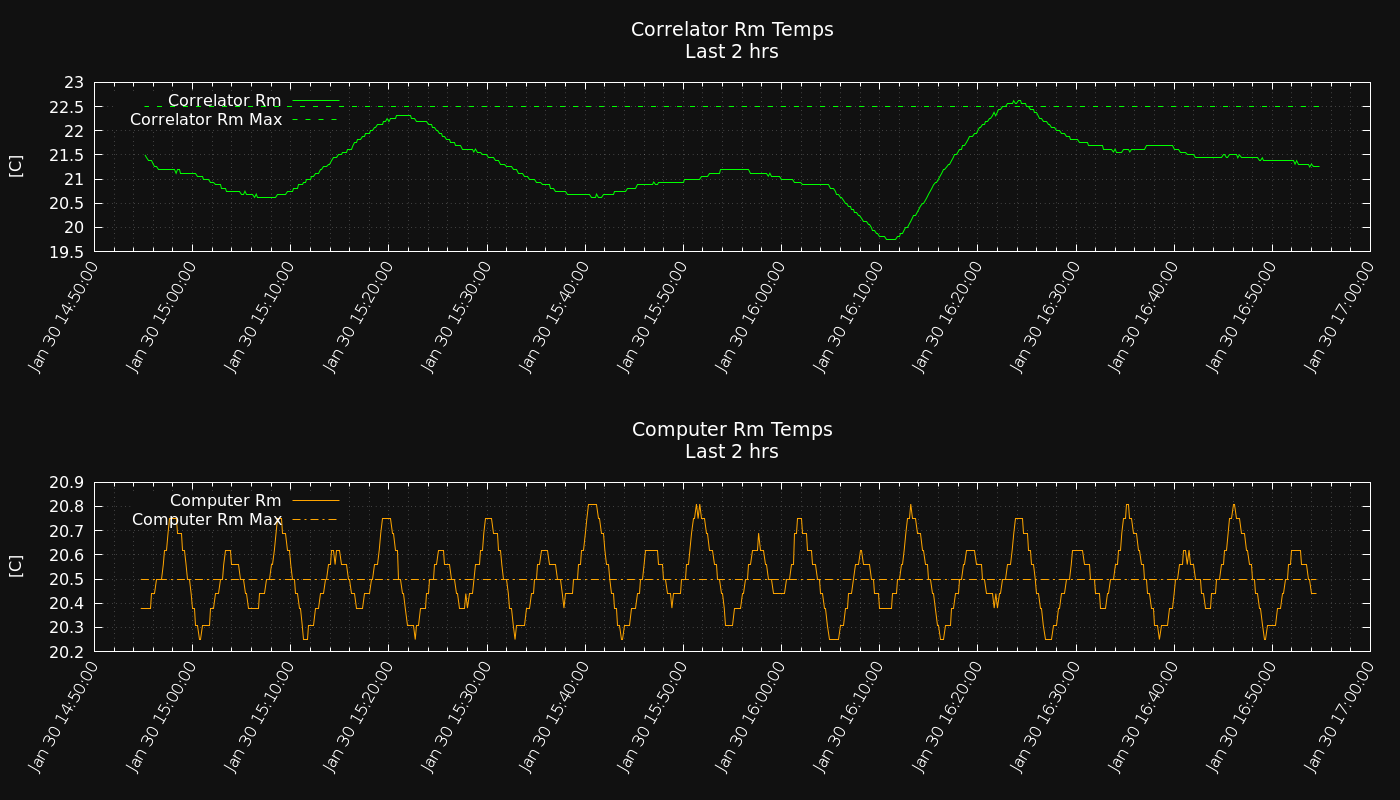 Correlator Rm Temps
Last 2 hrs
[C]
23
22.5
22
21.5
21
20.5
20
19.5
Correlator Rm
Correlator Rm Max
Jan 30 14:50:00
Jan 30 15:00:00
Jan 30 15:10:00
Jan 30 15:20:00
Jan 30 15:30:00
Jan 30 15:40:00
Jan 30 15:50:00
Jan 30 16:00:00
Jan 30 16:10:00
Jan 30 16:20:00
Jan 30 16:30:00
Jan 30 16:40:00
Jan 30 16:50:00
Jan 30 17:00:00
Computer Rm Temps
Last 2 hrs
[C]
20.9
20.8
20.7
20.6
20.5
20.4
20.3
20.2
Computer Rm
Computer Rm Max
Jan 30 14:50:00
Jan 30 15:00:00
Jan 30 15:10:00
Jan 30 15:20:00
Jan 30 15:30:00
Jan 30 15:40:00
Jan 30 15:50:00
Jan 30 16:00:00
Jan 30 16:10:00
Jan 30 16:20:00
Jan 30 16:30:00
Jan 30 16:40:00
Jan 30 16:50:00
Jan 30 17:00:00